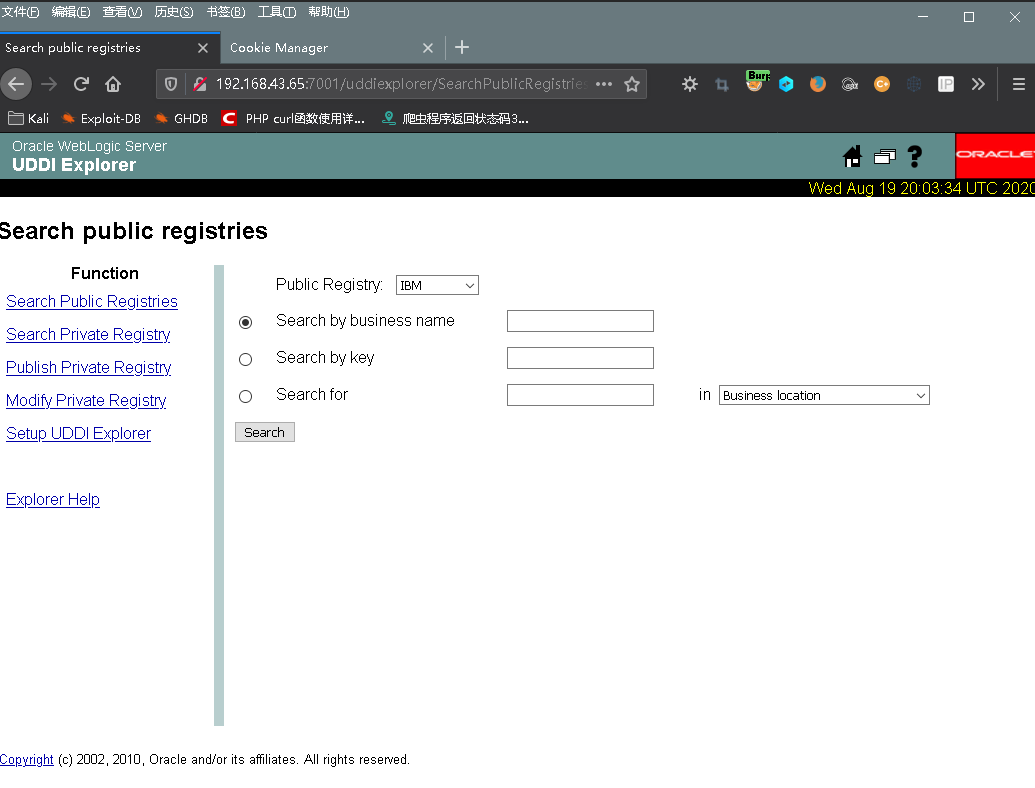 文件(F) 编辑(E) 查看(V) 历史(S) 书签(B) 工具(T) 帮助(H)
Search public registries Cookie Manager
192.168.43.65:7001/uddiexplorer/SearchPublicRegistries
Burp
IP
Kali Exploit-DB GHDB C PHP curl函数使用详... 爬虫程序返回状态码3...
Oracle WebLogic Server
UDDI Explorer
ORACLE
Wed Aug 19 20:03:34 UTC 2020
Search public registries
Function
Search Public Registries
Search Private Registry
Publish Private Registry
Modify Private Registry
Setup UDDI Explorer
Explorer Help
Public Registry: IBM
Search by business name
Search by key
Search for in Business location
Search
Copyright (c) 2002, 2010, Oracle and/or its affiliates. All rights reserved.